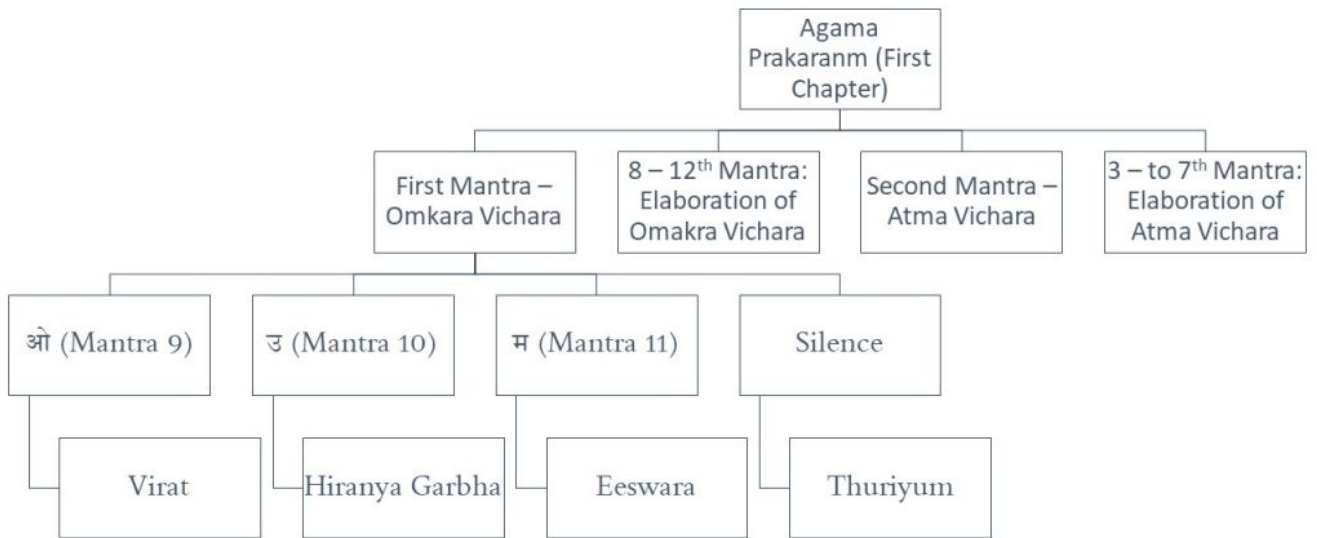 Agama
Prakaranm (First
Chapter)
First Mantra –
Omkara Vichara
8 – 12th Mantra:
Elaboration of
Omakra Vichara
Second Mantra –
Atma Vichara
3 – to 7th Mantra:
Elaboration of
Atma Vichara
ओ (Mantra 9)
उ (Mantra 10)
म (Mantra 11)
Silence
Virat
Hiranya Garbha
Eeswara
Thuriyum